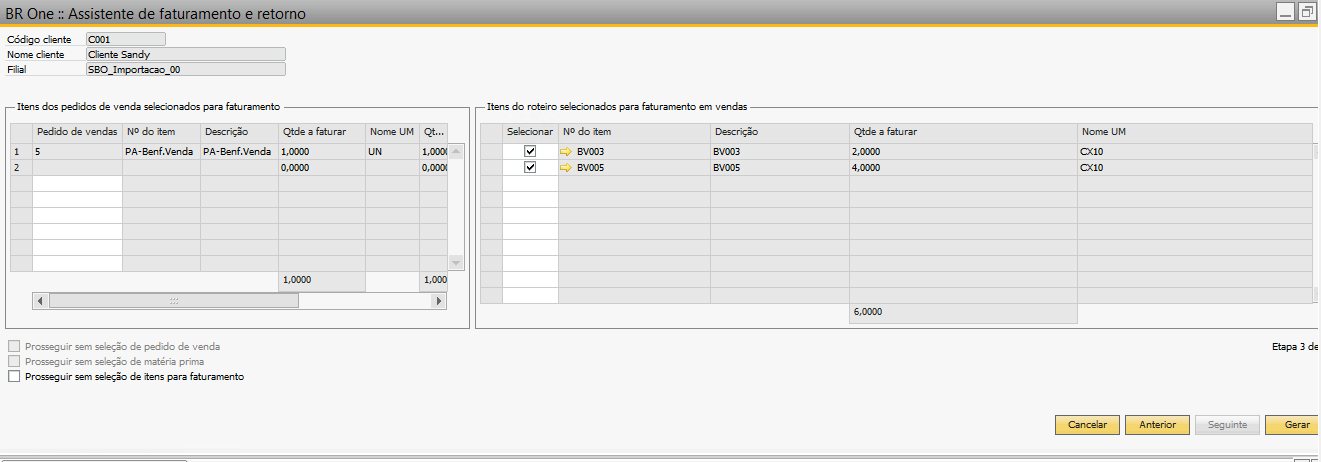 BR One :: Assistente de faturamento e retorno
Código cliente C001
Nome cliente Cliente Sandy
Filial SBO_Importacao_00
Itens dos pedidos de venda selecionados para faturamento
Pedido de vendas Nº do item Descrição Qtde a faturar Nome UM Qt...
1 5 PA-Benf.Venda PA-Benf.Venda 1,0000 UN 1,0000
2 0,0000 0,0000
1,0000 1,000
Itens do roteiro selecionados para faturamento em vendas
Selecionar Nº do item Descrição Qtde a faturar Nome UM
BV003 BV003 2,0000 CX10
BV005 BV005 4,0000 CX10
6,0000
Prosseguir sem seleção de pedido de venda
Prosseguir sem seleção de matéria prima
Prosseguir sem seleção de itens para faturamento
Etapa 3 de
Cancelar Anterior Seguinte Gerar